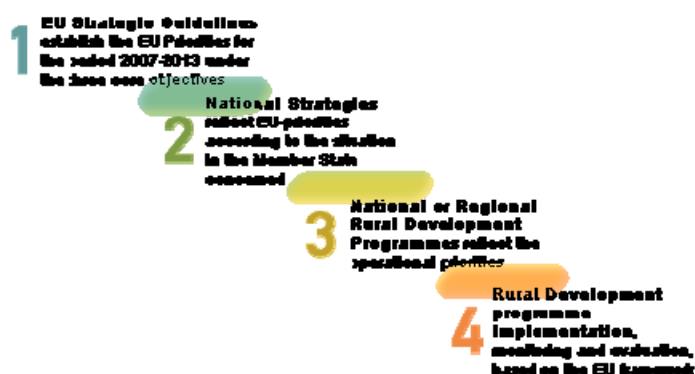 1
EU Strategic Guidelines
establish the EU Priorities for
the period 2007-2013 under
the three core objectives
2
National Strategies
reflect EU-priorities
according to the situation
in the Member State
concerned
3
National or Regional
Rural Development
Programmes reflect the
operational priorities
4
Rural Development
programme
implementation,
monitoring and evaluation,
based on the EU framework